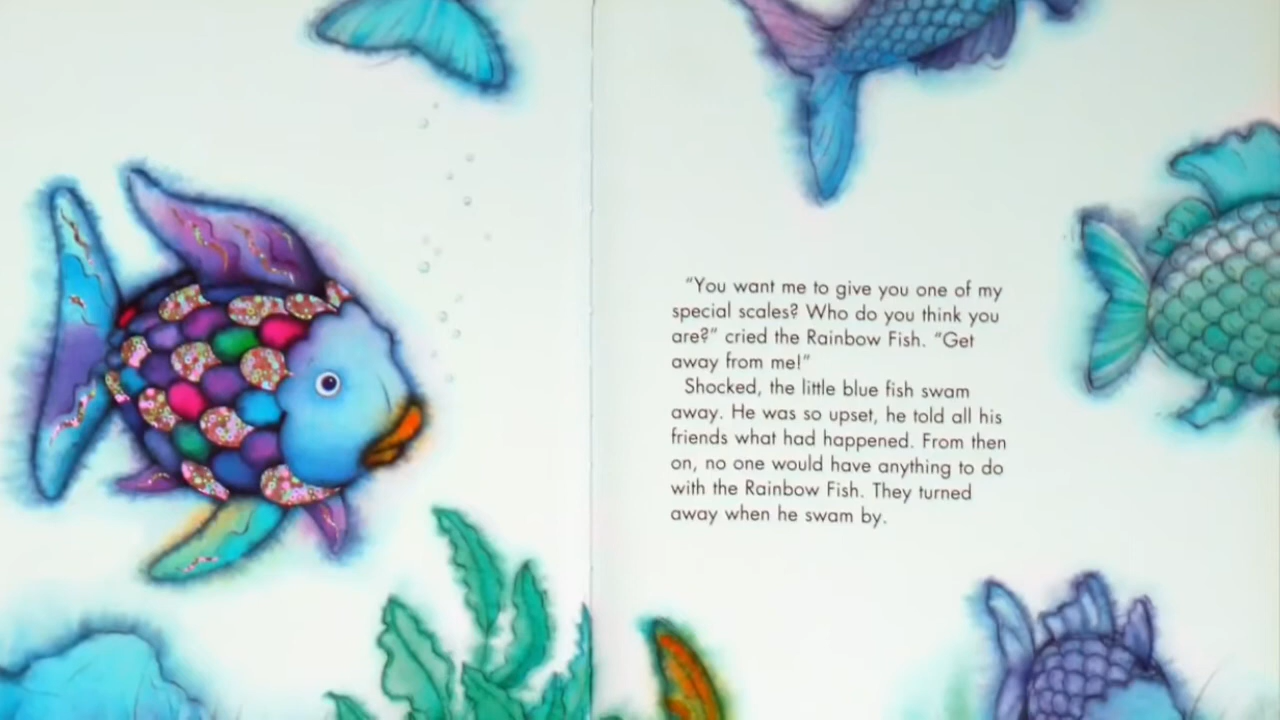 “You want me to give you one of my
special scales? Who do you think you
are?” cried the Rainbow Fish. “Get
away from me!”
Shocked, the little blue fish swam
away. He was so upset, he told all his
friends what had happened. From then
on, no one would have anything to do
with the Rainbow Fish. They turned
away when he swam by.